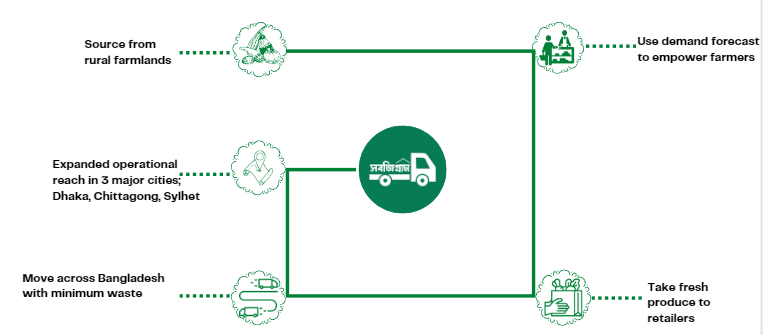 Source from
rural farmlands
Use demand forecast
to empower farmers
Expanded operational
reach in 3 major cities;
Dhaka, Chittagong, Sylhet
সবজিগ্রাম
Move across Bangladesh
with minimum waste
Take fresh
produce to
retailers